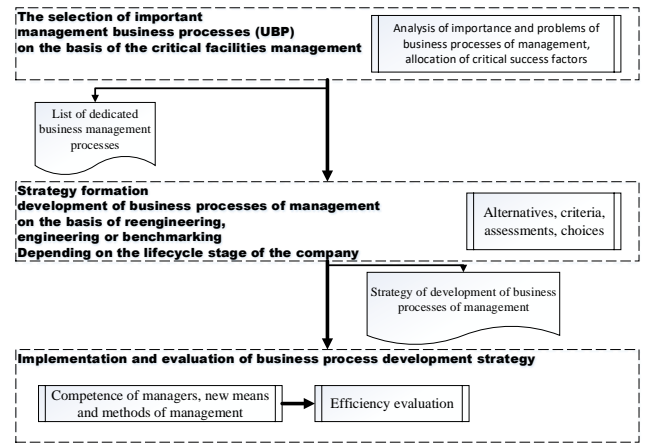 The selection of important
management business processes (UBP)
on the basis of the critical facilities management
Analysis of importance and problems of
business processes of management,
allocation of critical success factors
List of dedicated
business management
processes
Strategy formation
development of business processes of management
on the basis of reengineering,
engineering or benchmarking
Depending on the lifecycle stage of the company
Alternatives, criteria,
assessments, choices
Strategy of development of business
processes of management
Implementation and evaluation of business process development strategy
Competence of managers, new means
and methods of management
Efficiency evaluation